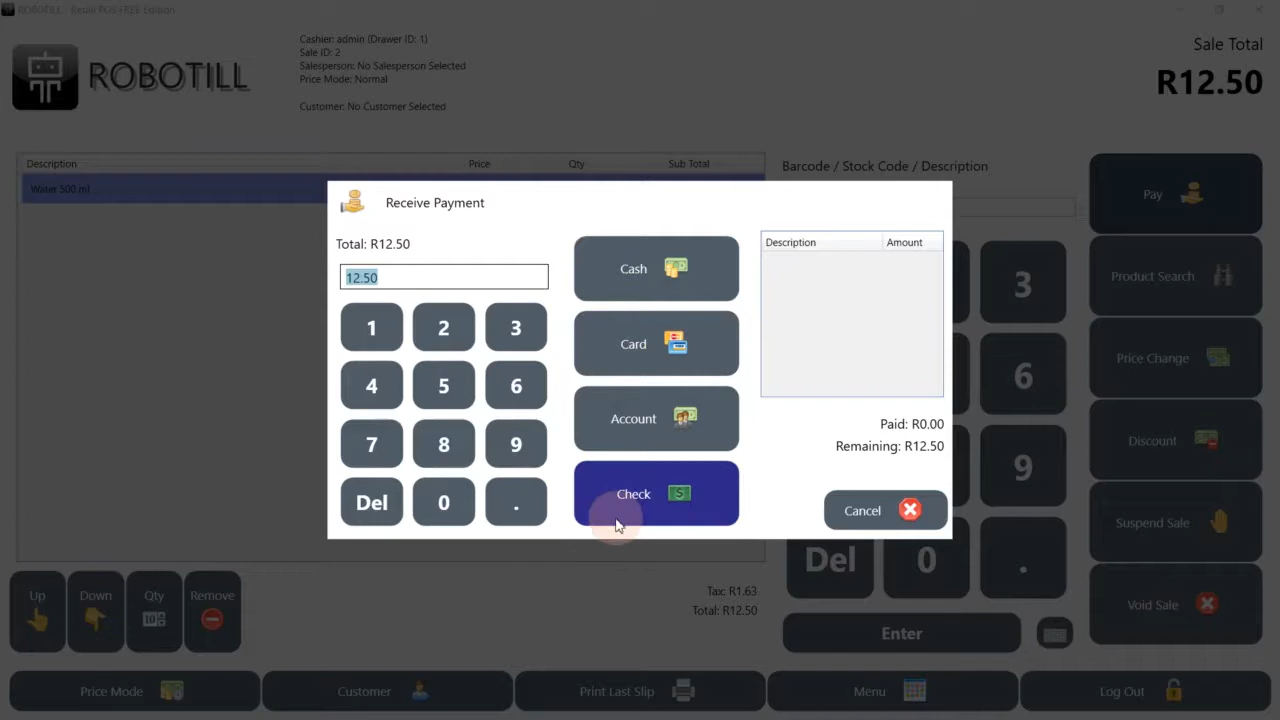 ROBOTILL - Retail POS FREE Edition
ROBOTILL
Cashier: admin (Drawer ID: 1)
Sale ID: 2
Salesperson: No Salesperson Selected
Price Mode: Normal
Customer: No Customer Selected
Sale Total
R12.50
Description Price Qty Sub Total
Water 500 ml
Barcode / Stock Code / Description
Receive Payment
Total: R12.50
12.50
1 2 3
4 5 6
7 8 9
Del 0 .
Cash
Card
Account
Check
Description Amount
Paid: R0.00
Remaining: R12.50
Cancel
3
6
9
Del 0 .
Enter
Pay
Product Search
Price Change
Discount
Suspend Sale
Void Sale
Up Down Qty Remove
Tax: R1.63
Total: R12.50
Price Mode Customer Print Last Slip Menu Log Out